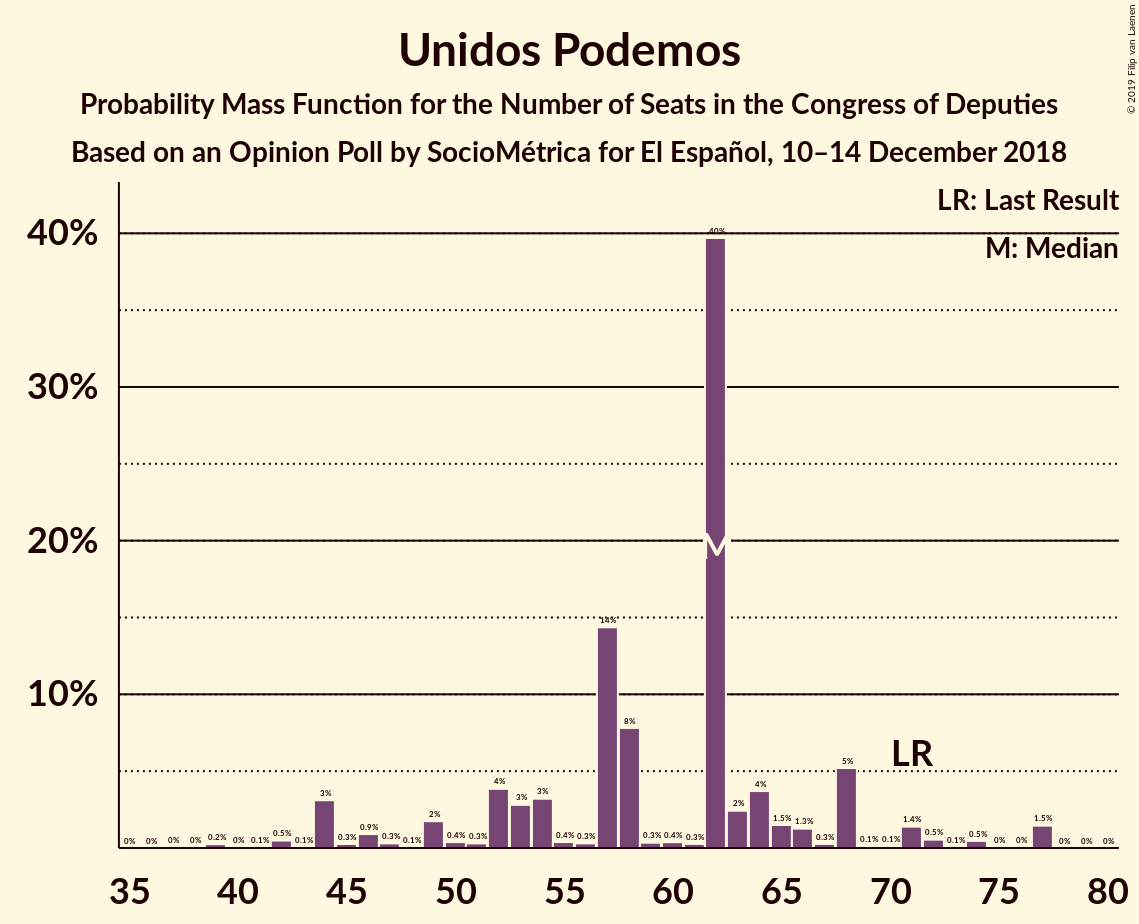 Unidos Podemos
Probability Mass Function for the Number of Seats in the Congress of Deputies
Based on an Opinion Poll by SocioMétrica for El Español, 10–14 December 2018
© 2019 Filip van Laenen
LR: Last Result
M: Median
40%
30%
20%
10%
0% 0% 0% 0% 0.2% 0% 0.1% 0.5% 0.1% 3% 0.3% 0.9% 0.3% 0.1% 2% 0.4% 0.3% 4% 3% 3% 0.4% 0.3% 14% 8% 0.3% 0.4% 0.3% 40% 2% 4% 1.5% 1.3% 0.3% 5% 0.1% 0.1% 1.4% 0.5% 0.1% 0.5% 0% 0% 1.5% 0% 0% 0%
M
LR
35 40 45 50 55 60 65 70 75 80